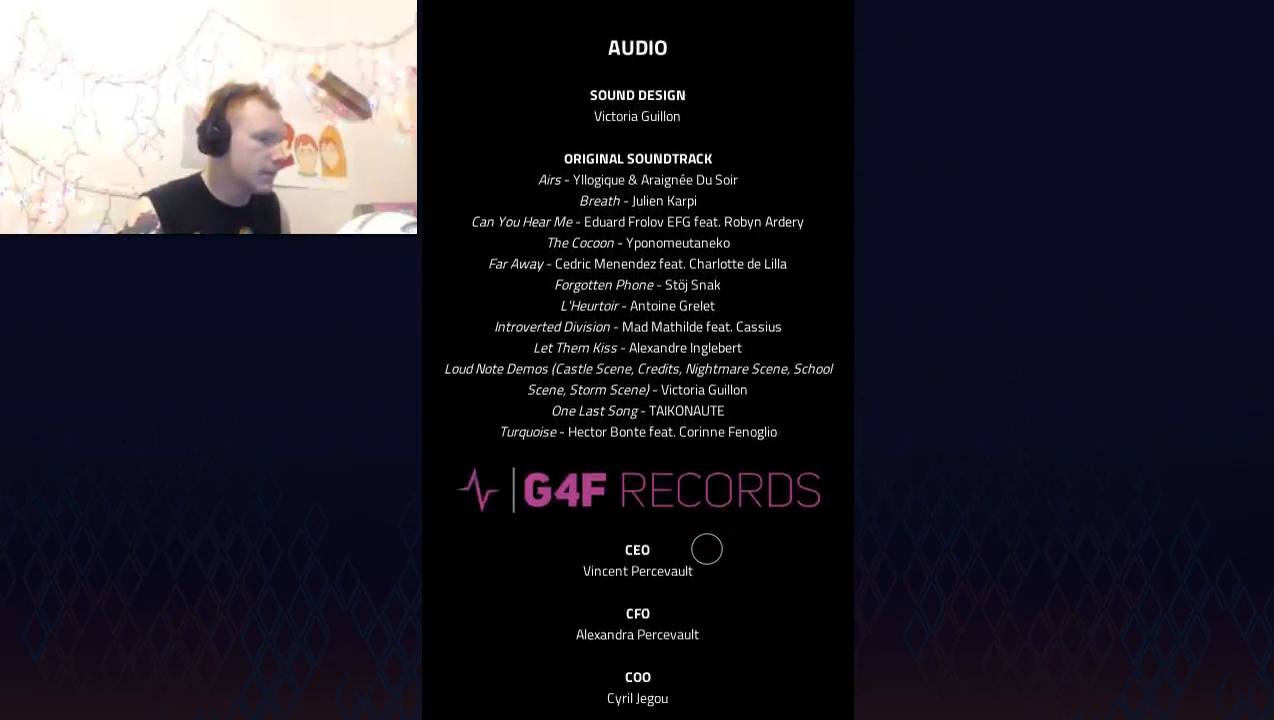 AUDIO
SOUND DESIGN
Victoria Guillon
ORIGINAL SOUNDTRACK
Airs - Yllogique & Araignée Du Soir
Breath - Julien Karpi
Can You Hear Me - Eduard Frolov EFG feat. Robyn Ardery
The Cocoon - Yponomeutaneko
Far Away - Cedric Menendez feat. Charlotte de Lilla
Forgotten Phone - Stöj Snak
L'Heurtoir - Antoine Grelet
Introverted Division - Mad Mathilde feat. Cassius
Let Them Kiss - Alexandre Inglebert
Loud Note Demos (Castle Scene, Credits, Nightmare Scene, School
Scene, Storm Scene) - Victoria Guillon
One Last Song - TAIKONAUTE
Turquoise - Hector Bonte feat. Corinne Fenoglio
G4F RECORDS
CEO
Vincent Percevault
CFO
Alexandra Percevault
COO
Cyril Jegou